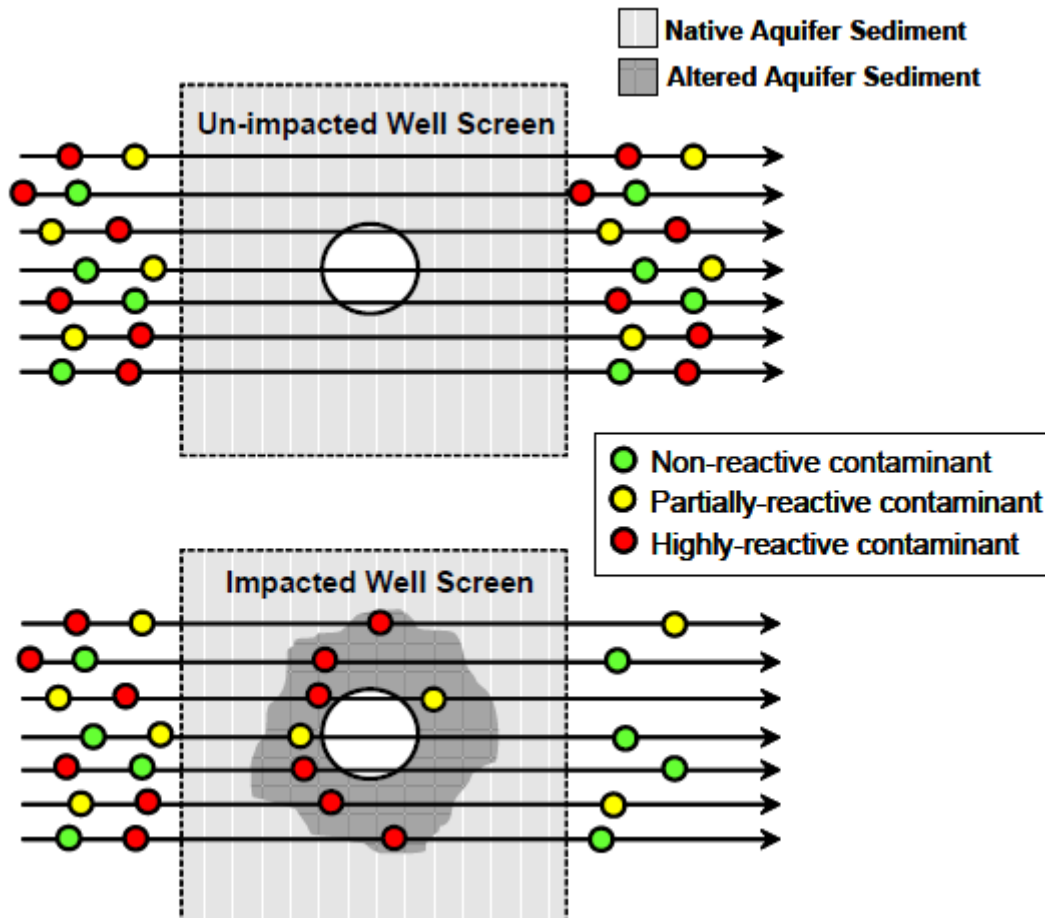 Native Aquifer Sediment
Altered Aquifer Sediment
Un-impacted Well Screen
Non-reactive contaminant
Partially-reactive contaminant
Highly-reactive contaminant
Impacted Well Screen